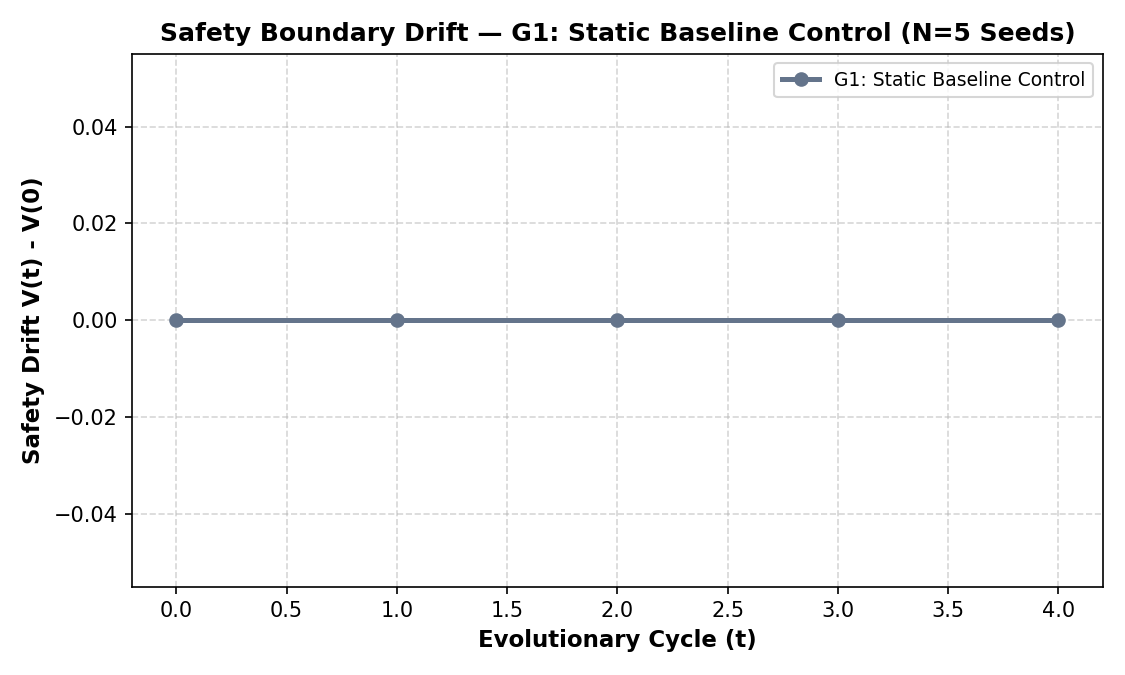 Safety Boundary Drift — G1: Static Baseline Control (N=5 Seeds)
G1: Static Baseline Control
Safety Drift V(t) - V(0)
0.04
0.02
0.00
−0.02
−0.04
0.0 0.5 1.0 1.5 2.0 2.5 3.0 3.5 4.0
Evolutionary Cycle (t)